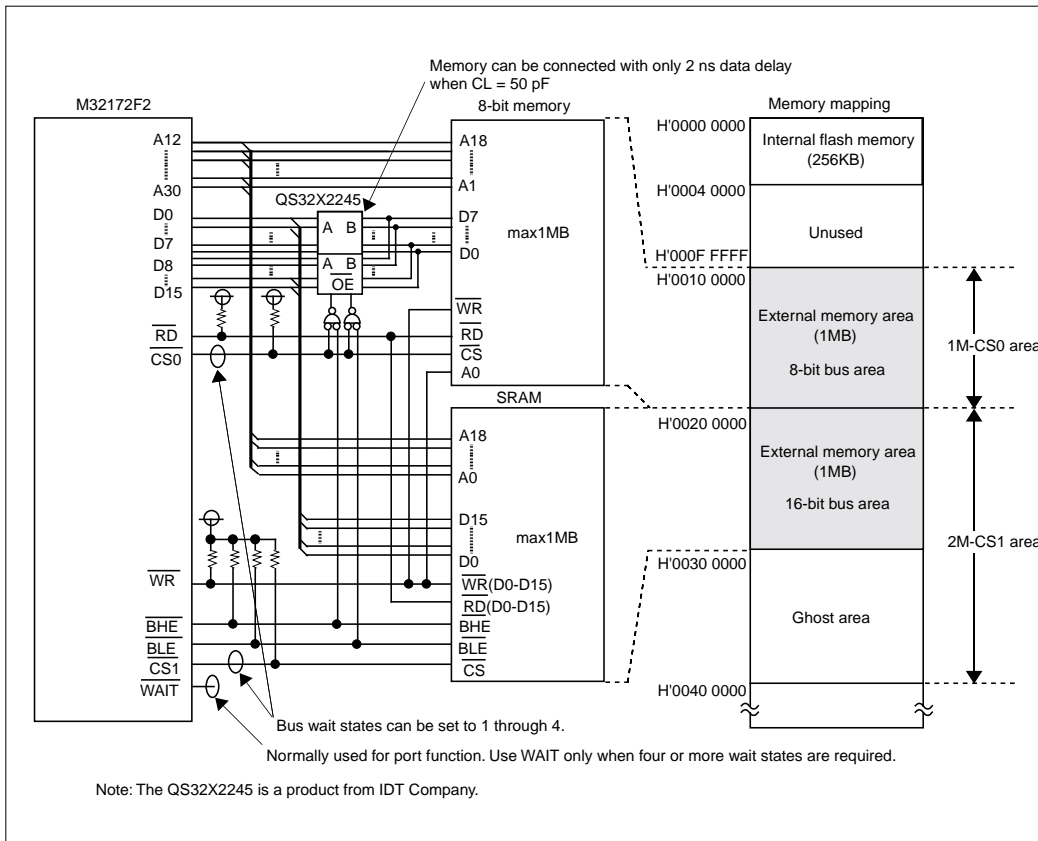 Memory can be connected with only 2 ns data delay
when CL = 50 pF
M32172F2
8-bit memory
Memory mapping
A12
A30
D0
D7
D8
D15
RD
CS0
QS32X2245
A B
A B
OE
A18
A1
D7
D0
max1MB
WR
RD
CS
A0
SRAM
A18
A0
D15
D0
max1MB
WR(D0-D15)
RD(D0-D15)
BHE
BLE
CS
WR
BHE
BLE
CS1
WAIT
H'0000 0000
Internal flash memory
(256KB)
H'0004 0000
Unused
H'000F FFFF
H'0010 0000
External memory area
(1MB)
8-bit bus area
1M-CS0 area
H'0020 0000
External memory area
(1MB)
16-bit bus area
2M-CS1 area
H'0030 0000
Ghost area
H'0040 0000
Bus wait states can be set to 1 through 4.
Normally used for port function. Use WAIT only when four or more wait states are required.
Note: The QS32X2245 is a product from IDT Company.